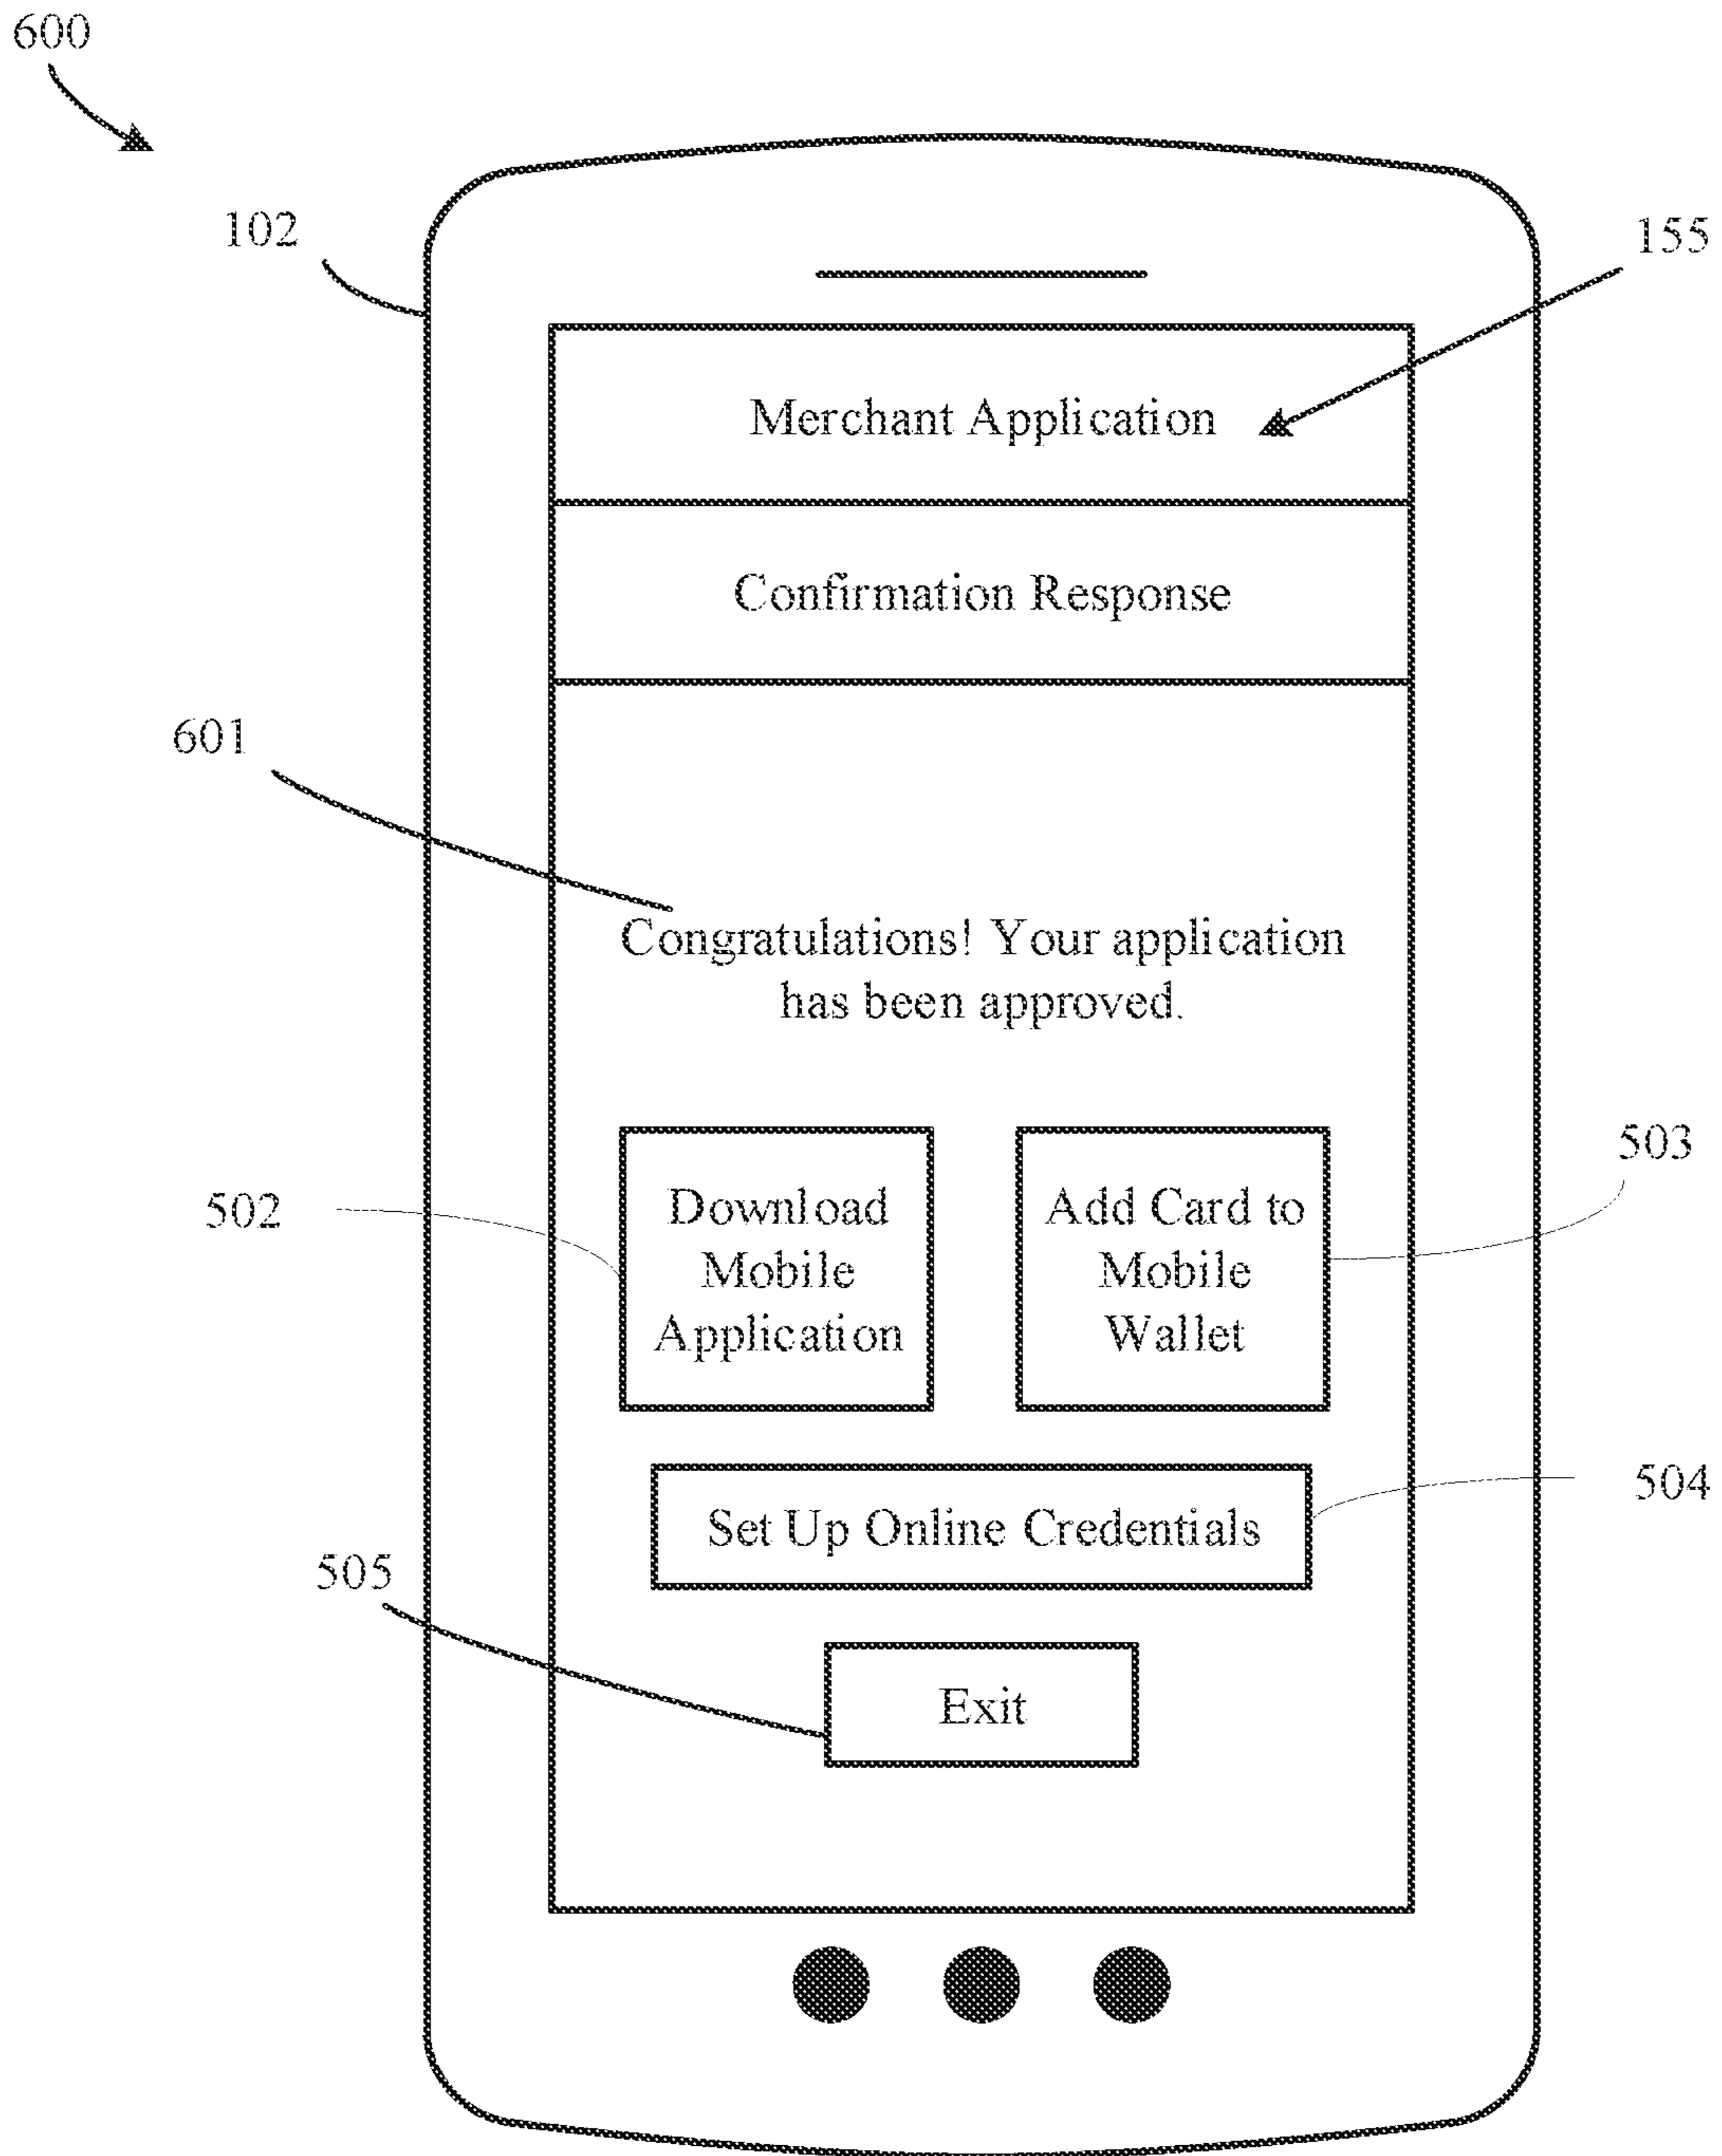 600
102
155
Merchant Application
Confirmation Response
601
Congratulations! Your application
has been approved.
503
502
Download
Mobile
Application
Add Card to
Mobile
Wallet
504
Set Up Online Credentials
505
Exit